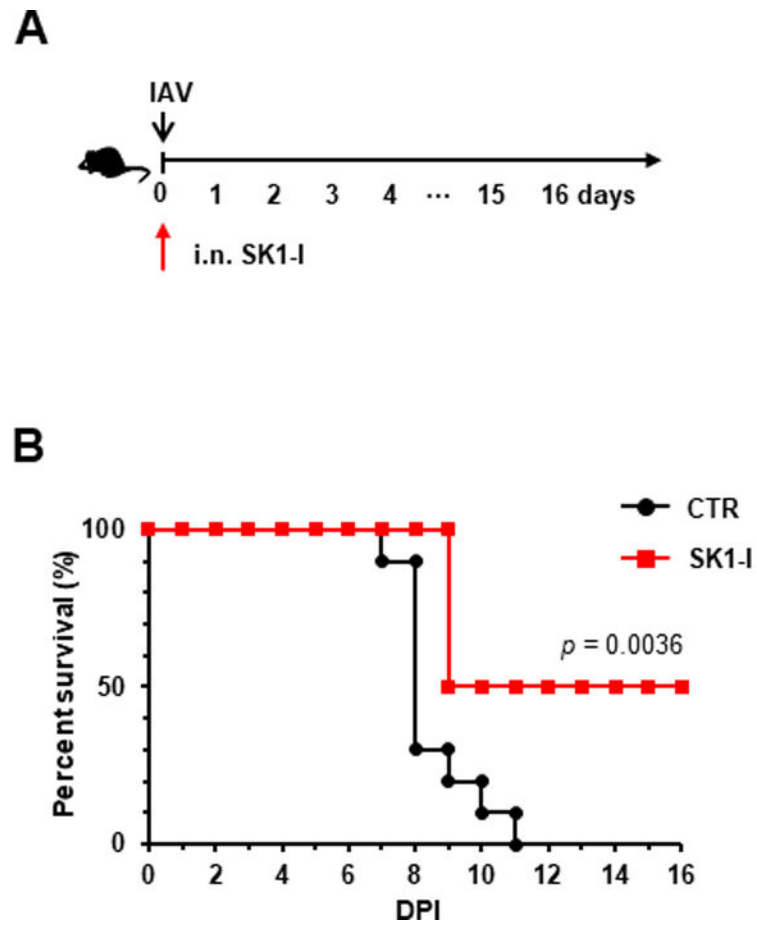 A
IAV
0 1 2 3 4 ... 15 16 days
i.n. SK1-I
B
CTR
SK1-I
p = 0.0036
Percent survival (%)
100
50
0
0 2 4 6 8 10 12 14 16
DPI